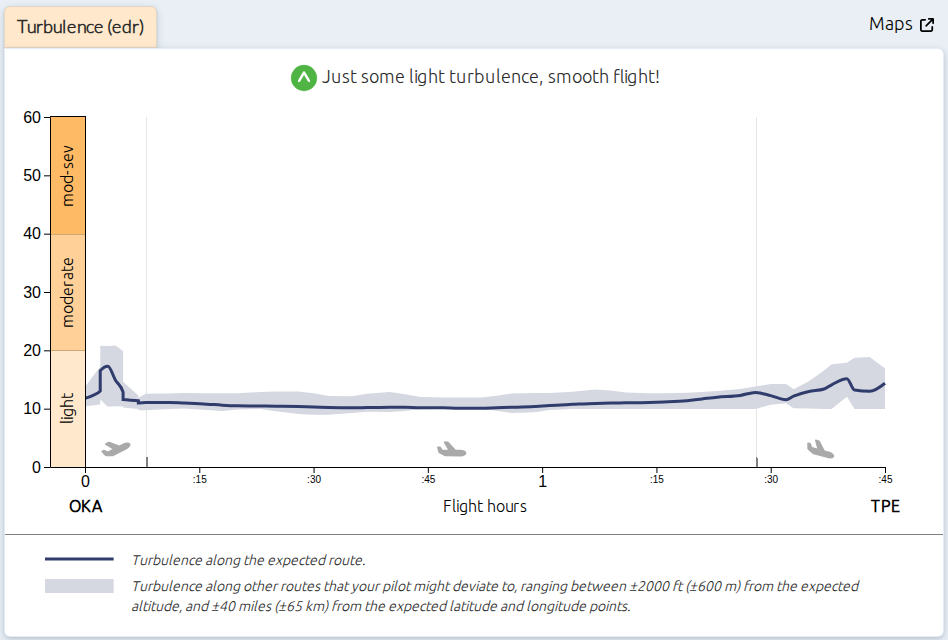 Turbulence (edr)
Maps
Just some light turbulence, smooth flight!
60
50
40
30
20
10
0
mod-sev
moderate
light
0 :15 :30 :45 1 :15 :30 :45
OKA Flight hours TPE
Turbulence along the expected route.
Turbulence along other routes that your pilot might deviate to, ranging between ±2000 ft (±600 m) from the expected
altitude, and ±40 miles (±65 km) from the expected latitude and longitude points.